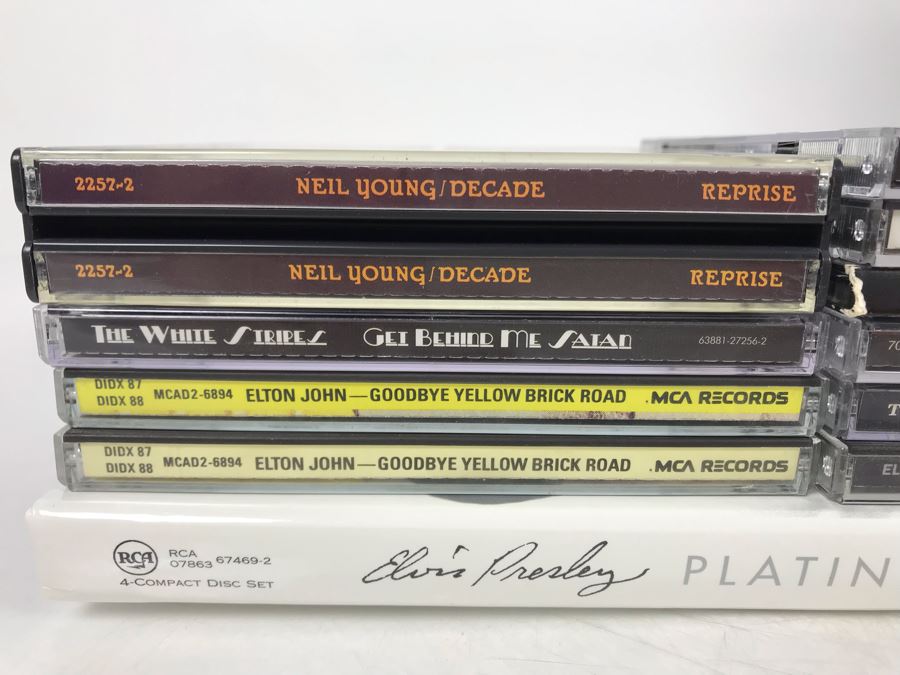 2257-2 NEIL YOUNG/DECADE REPRISE
2257-2 NEIL YOUNG/DECADE REPRISE
THE WHITE STRIPES GET BEHIND ME SATAN 63881-27256-2
DIDX 87
DIDX 88 MCAD2-6894 ELTON JOHN—GOODBYE YELLOW BRICK ROAD .MCA RECORDS
DIDX 87
DIDX 88 MCAD2-6894 ELTON JOHN—GOODBYE YELLOW BRICK ROAD .MCA RECORDS
RCA RCA 07863 67469-2 Elvis Presley PLATIN
4-COMPACT DISC SET
70
T
EL